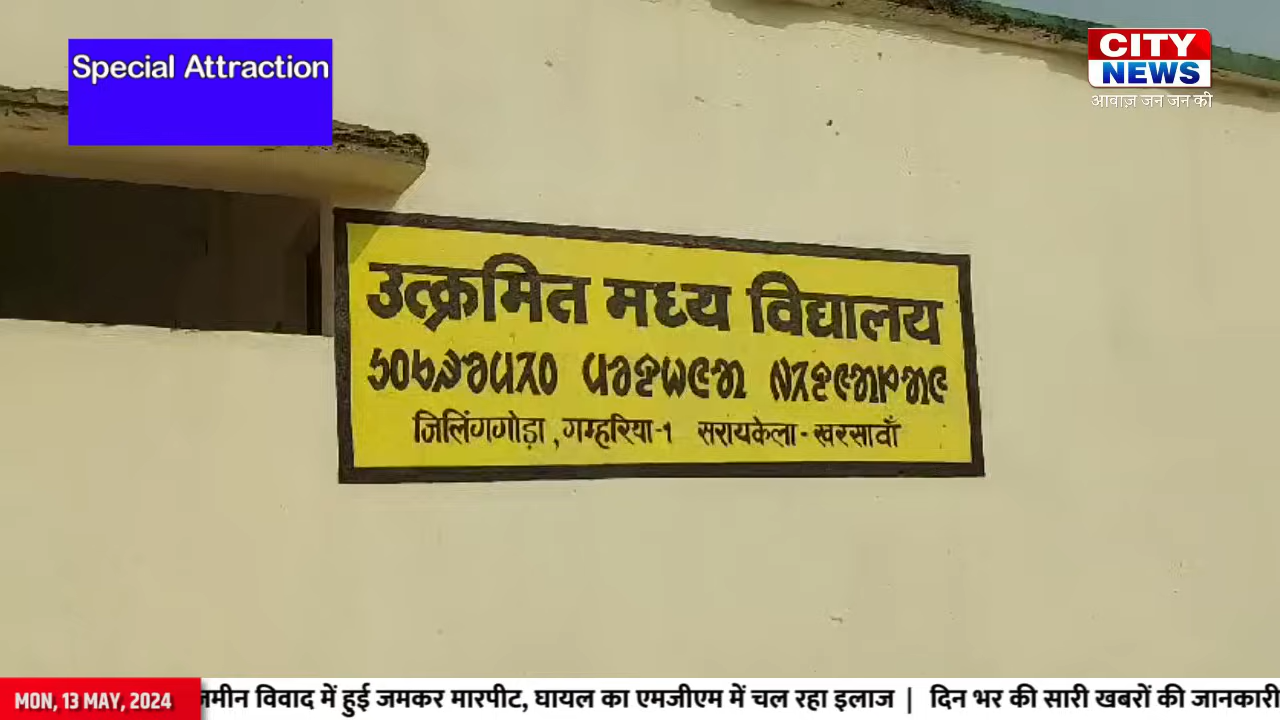 Special Attraction
CITY
NEWS
आवाज़ जन जन की
उत्क्रमित मध्य विद्यालय
जिलिंगगोड़ा, गम्हरिया-1 सरायकेला - खरसावाँ
MON, 13 MAY, 2024
जमीन विवाद में हुई जमकर मारपीट, घायल का एमजीएम में चल रहा इलाज | दिन भर की सारी खबरों की जानकारी